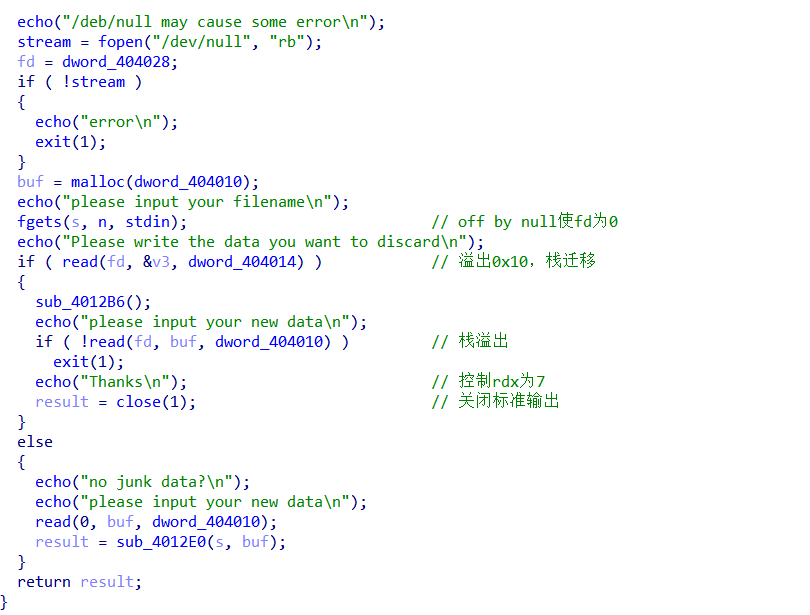 echo("/deb/null may cause some error\n");
stream = fopen("/dev/null", "rb");
fd = dword_404028;
if ( !stream )
{
echo("error\n");
exit(1);
}
buf = malloc(dword_404010);
echo("please input your filename\n");
fgets(s, n, stdin); // off by null使fd为0
echo("Please write the data you want to discard\n");
if ( read(fd, &v3, dword_404014) ) // 溢出0x10，栈迁移
{
sub_4012B6();
echo("please input your new data\n");
if ( !read(fd, buf, dword_404010) ) // 栈溢出
exit(1);
echo("Thanks\n"); // 控制rdx为7
result = close(1); // 关闭标准输出
}
else
{
echo("no junk data?\n");
echo("please input your new data\n");
read(0, buf, dword_404010);
result = sub_4012E0(s, buf);
}
return result;
}